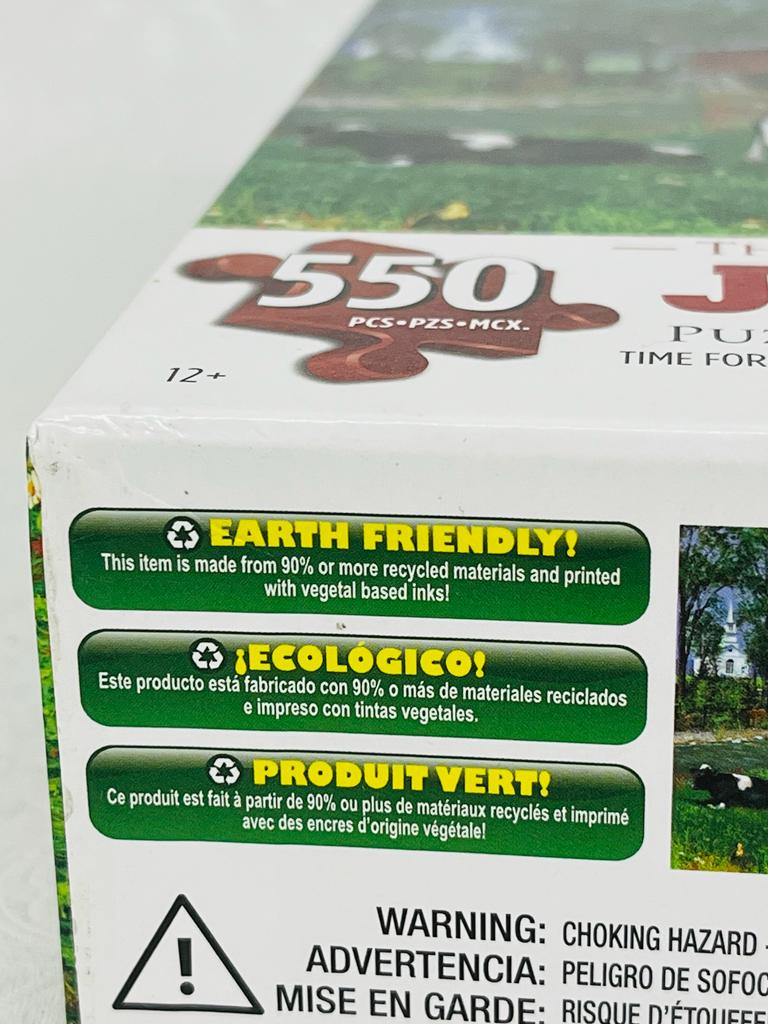 550
PCS•PZS•MCX.
12+
J
TIME FOR
EARTH FRIENDLY!
This item is made from 90% or more recycled materials and printed
with vegetal based inks!
¡ECOLÓGICO!
Este producto está fabricado con 90% o más de materiales reciclados
e impreso con tintas vegetales.
PRODUIT VERT!
Ce produit est fait à partir de 90% ou plus de matériaux recyclés et imprimé
avec des encres d'origine végétale!
WARNING: CHOKING HAZARD -
ADVERTENCIA: PELIGRO DE SOFOC
MISE EN GARDE: RISQUE D'ÉTOUFFE